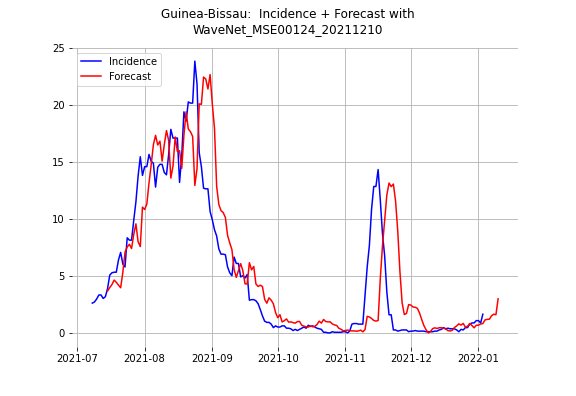 Guinea-Bissau:  Incidence + Forecast with
WaveNet_MSE00124_20211210
Incidence
Forecast
25
20
15
10
5
0
2021-07 2021-08 2021-09 2021-10 2021-11 2021-12 2022-01